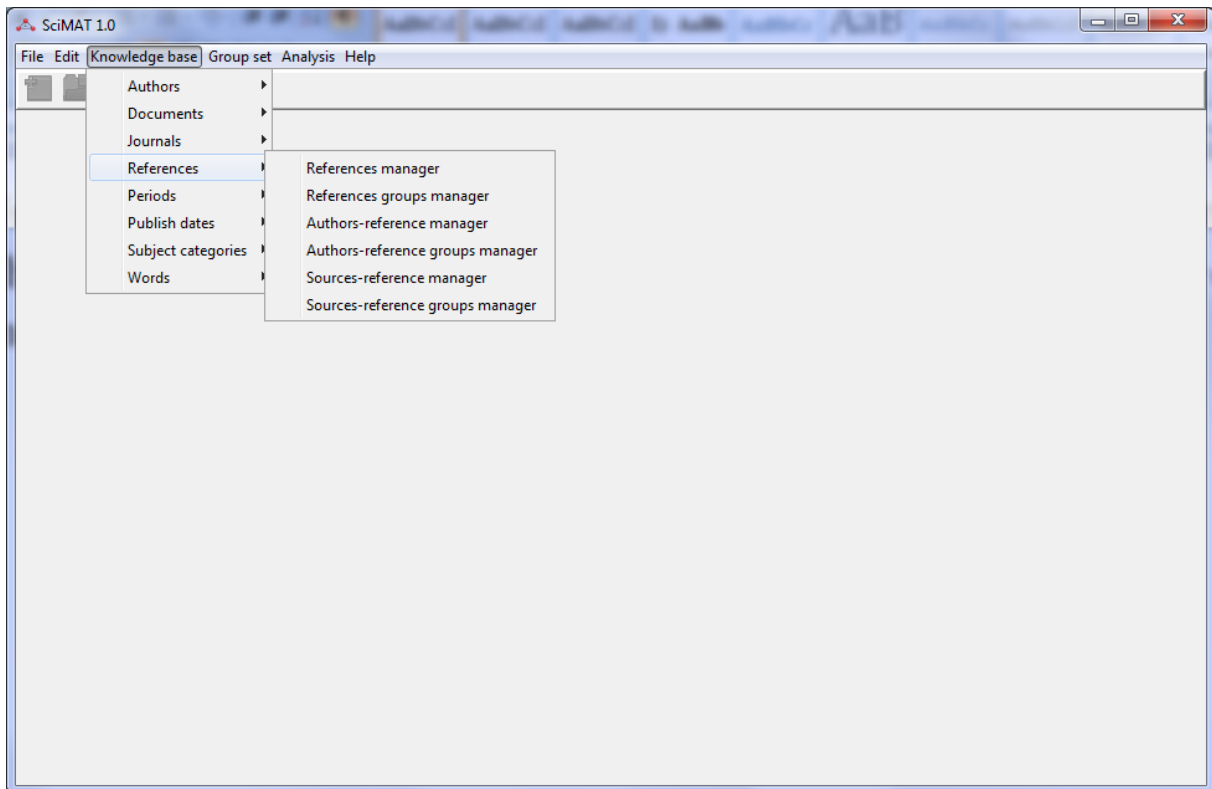 SciMAT 1.0
File Edit Knowledge base Group set Analysis Help
Authors
Documents
Journals
References
Periods
Publish dates
Subject categories
Words
References manager
References groups manager
Authors-reference manager
Authors-reference groups manager
Sources-reference manager
Sources-reference groups manager